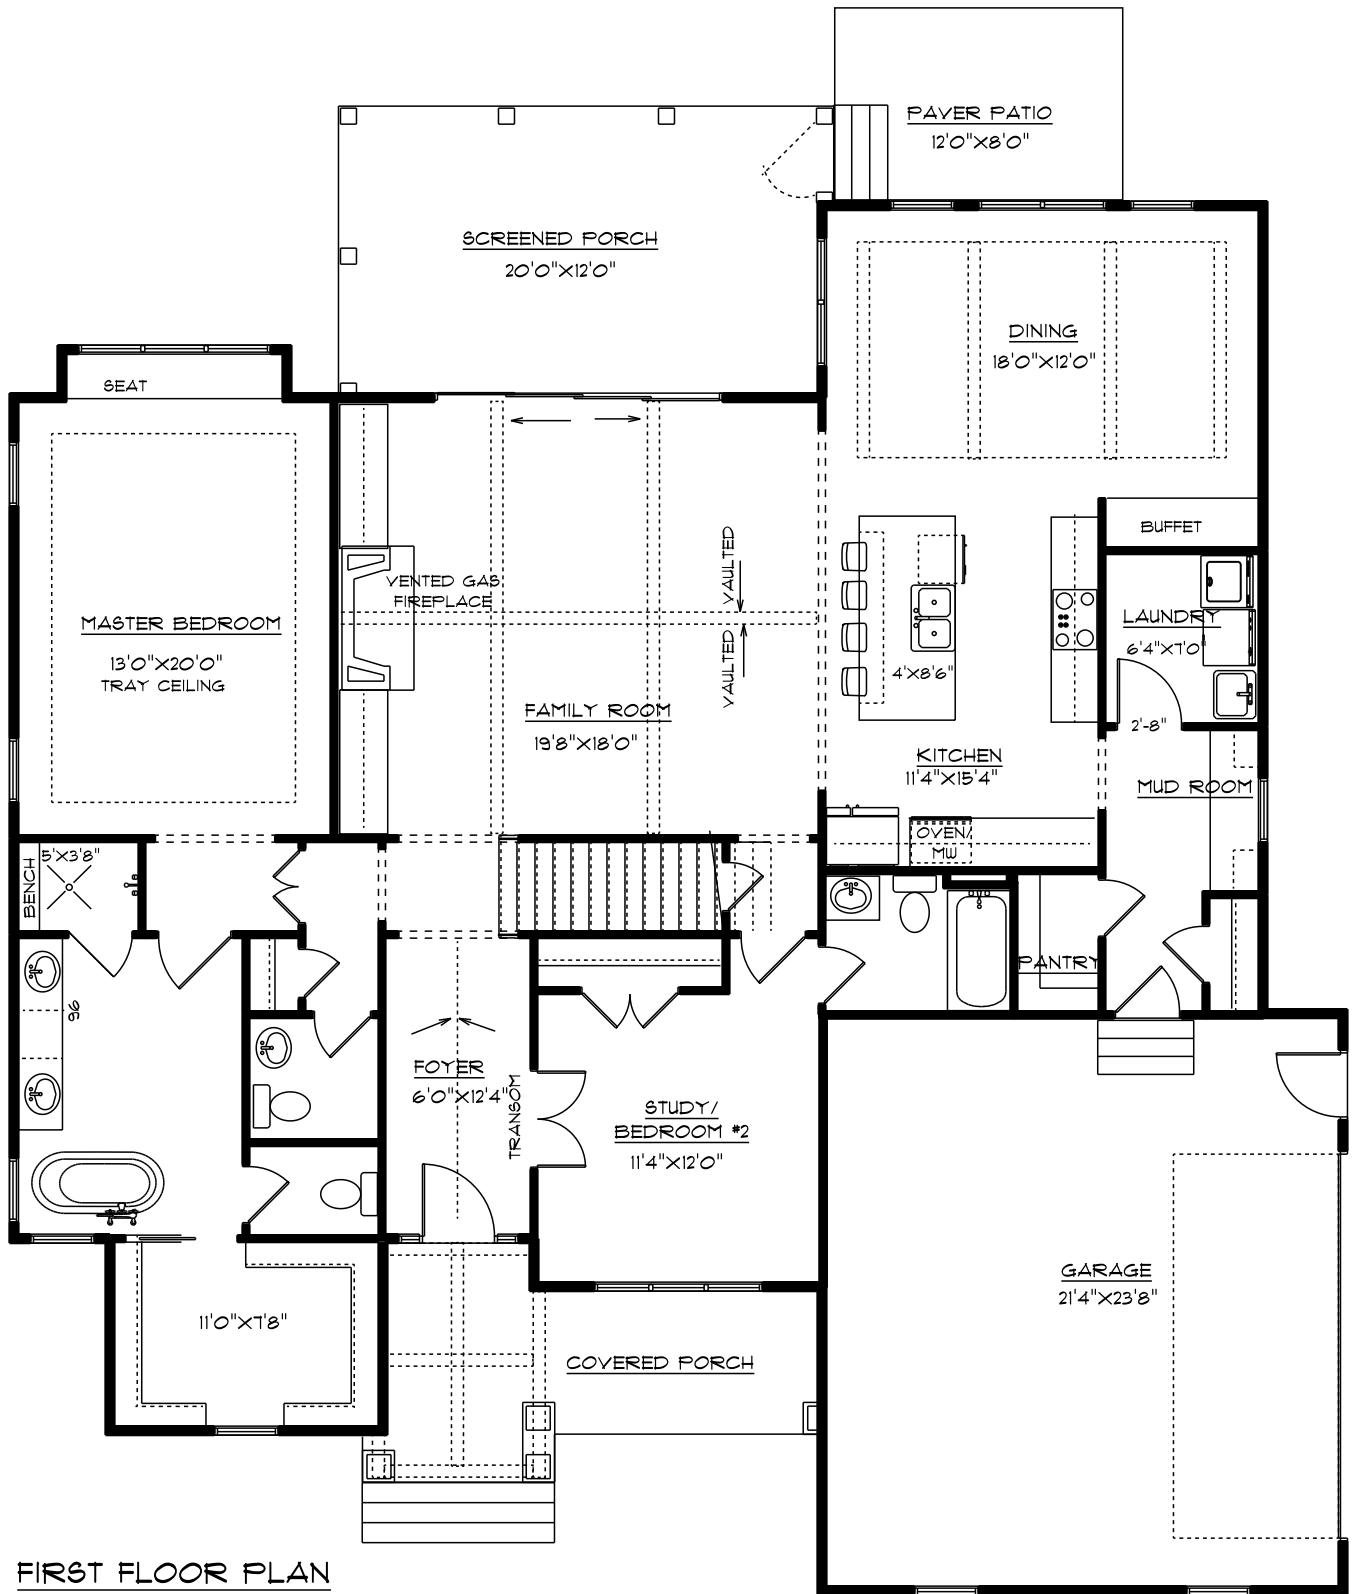 PAVER PATIO
12'0"X8'0"
SCREENED PORCH
20'0"X12'0"
DINING
18'0"X12'0"
SEAT
BUFFET
VENTED GAS
FIREPLACE
VAULTED
VAULTED
MASTER BEDROOM
13'0"X20'0"
TRAY CEILING
LAUNDRY
6'4"X7'0"
4'X8'6"
FAMILY ROOM
19'8"X18'0"
2'-8"
KITCHEN
11'4"X15'4"
MUD ROOM
OVEN/
MW
5'X3'8"
BENCH
PANTRY
96
FOYER
6'0"X12'4"
TRANSOM
STUDY/
BEDROOM #2
11'4"X12'0"
GARAGE
21'4"X23'8"
11'0"X7'8"
COVERED PORCH
FIRST FLOOR PLAN